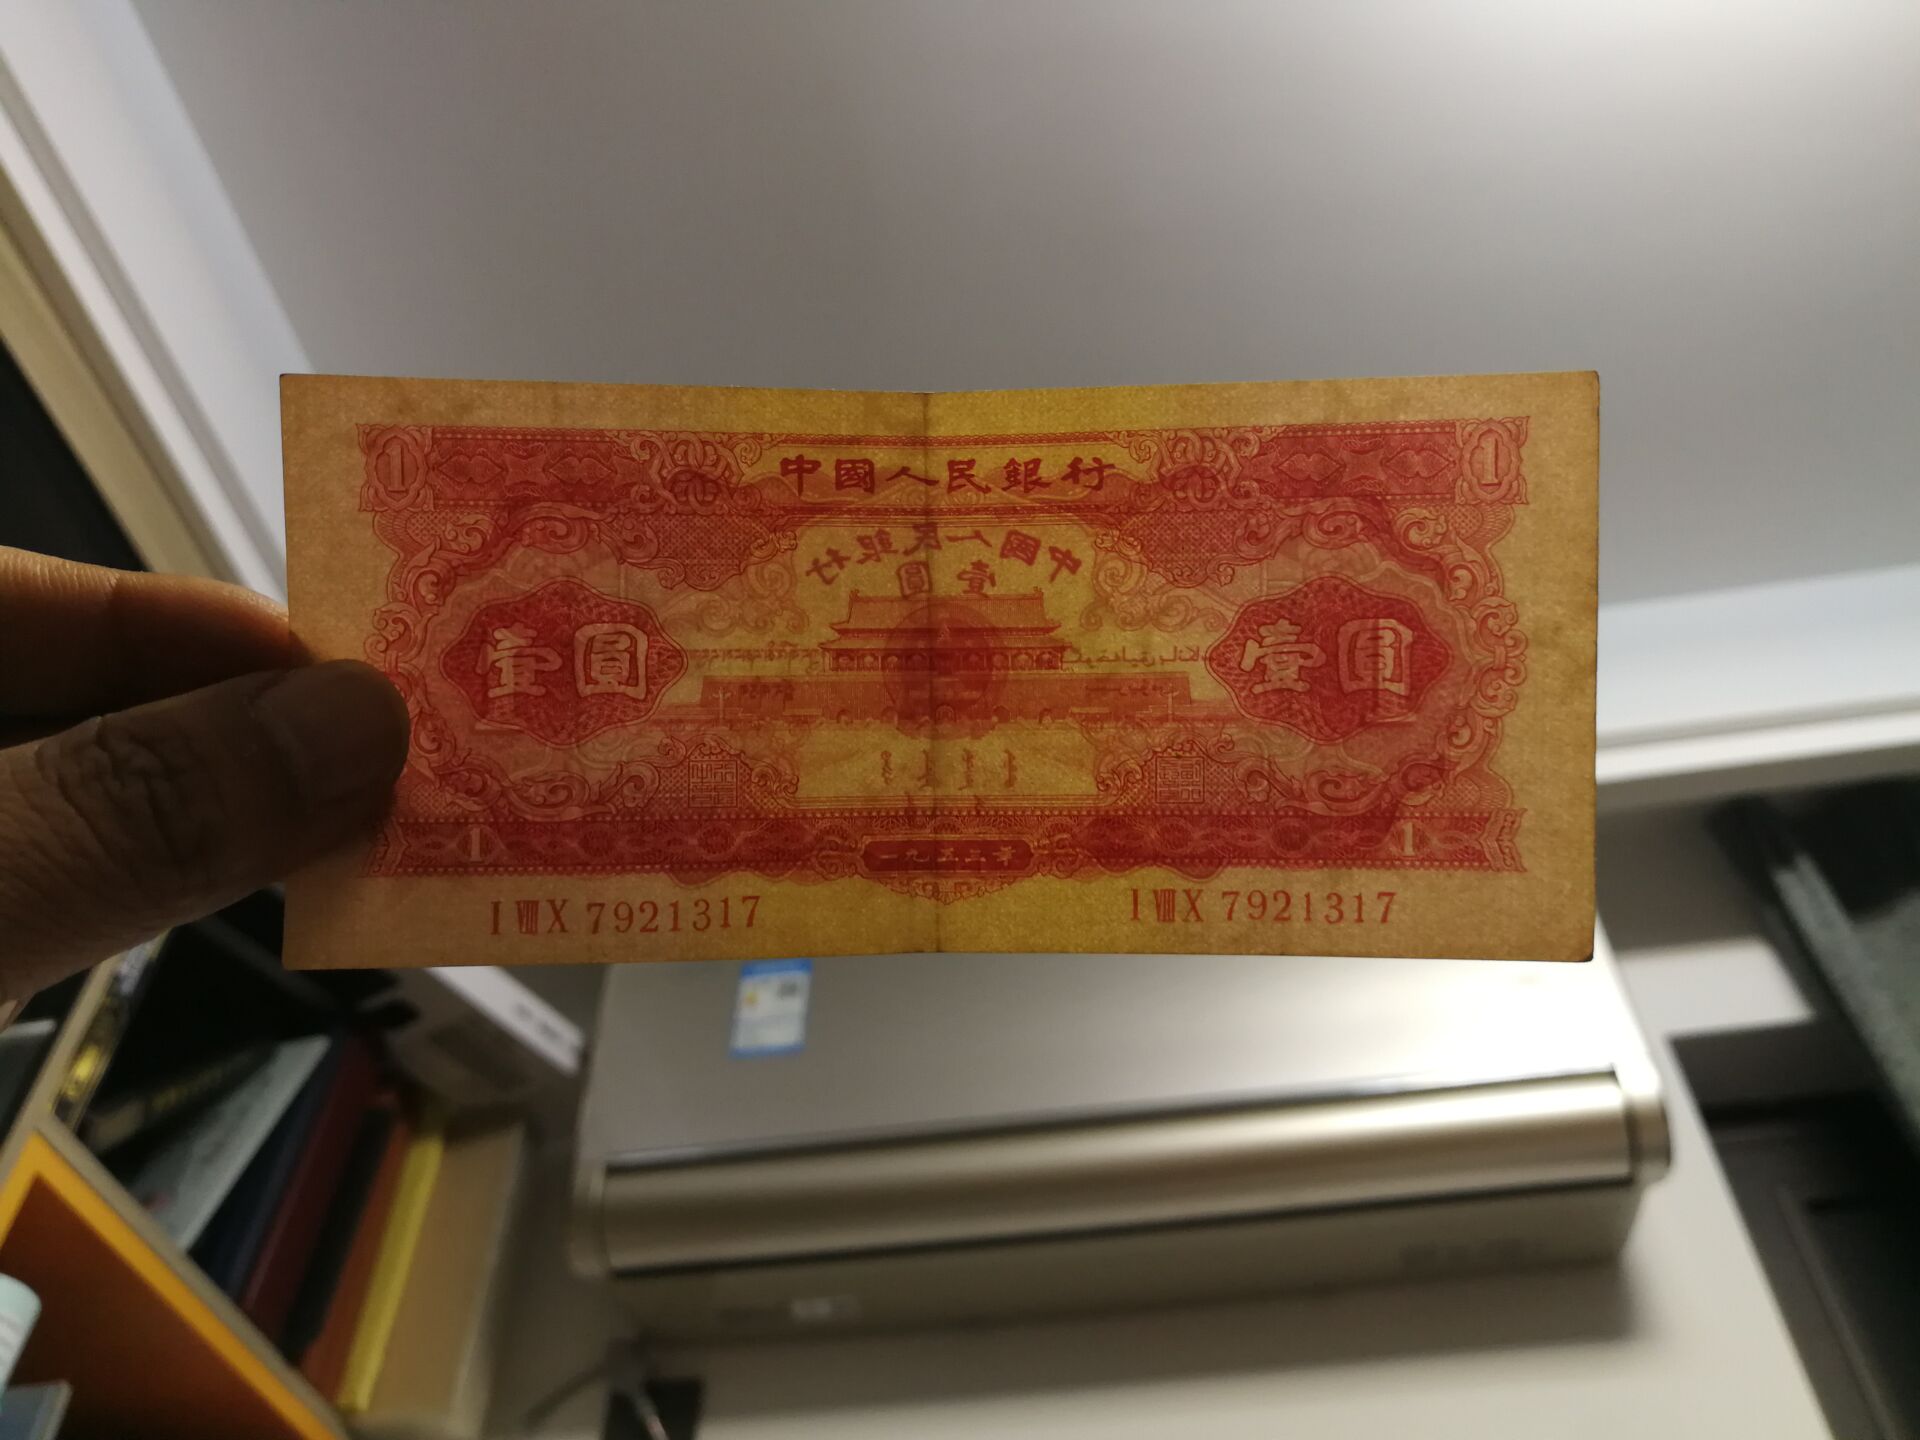 1 中國人民銀行 1
中國人民銀行
壹圓
壹圓 壹圓
1 一九五三年 1
I VIII X 7921317 I VIII X 7921317